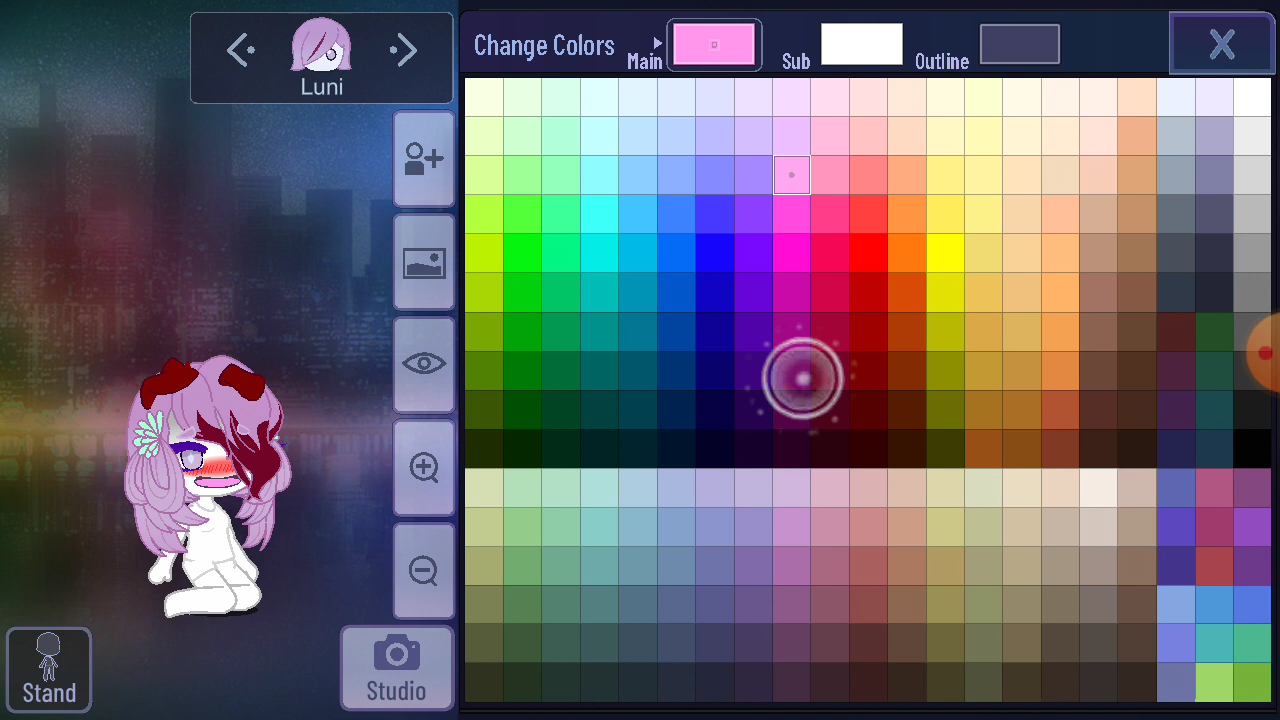 Luni
Change Colors
Main
Sub
Outline
Stand
Studio